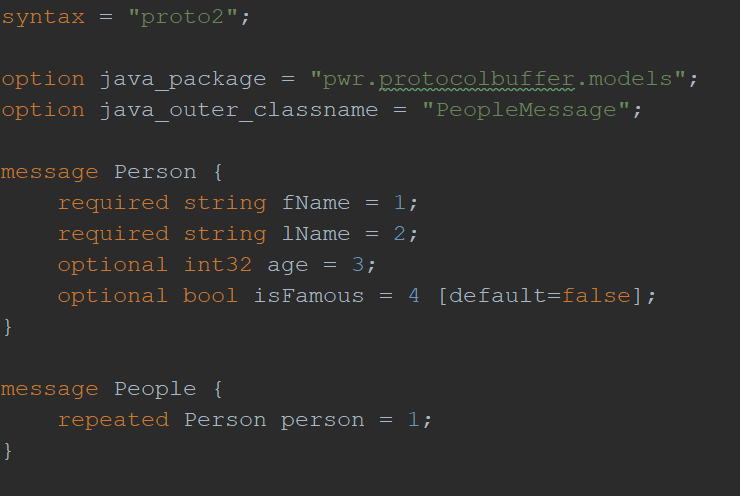 syntax = "proto2";
option java_package = "pwr.protocolbuffer.models";
option java_outer_classname = "PeopleMessage";
message Person {
    required string fName = 1;
    required string lName = 2;
    optional int32 age = 3;
    optional bool isFamous = 4 [default=false];
}
message People {
    repeated Person person = 1;
}